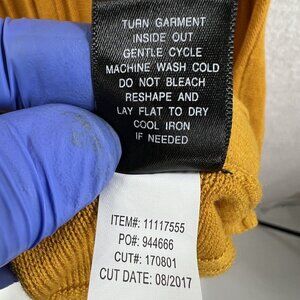 TURN GARMENT
INSIDE OUT
GENTLE CYCLE
MACHINE WASH COLD
DO NOT BLEACH
RESHAPE AND
LAY FLAT TO DRY
COOL IRON
IF NEEDED
ITEM#: 11117555
PO#: 944666
CUT#: 170801
CUT DATE: 08/2017